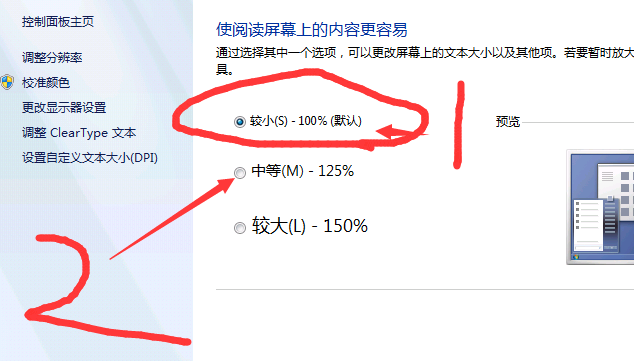 控制面板主页
调整分辨率
校准颜色
更改显示器设置
调整 ClearType 文本
设置自定义文本大小(DPI)
使阅读屏幕上的内容更容易
通过选择其中一个选项，可以更改屏幕上的文本大小以及其他项。若要暂时放大
具。
较小(S) - 100% (默认)
1
预览
中等(M) - 125%
较大(L) - 150%
2